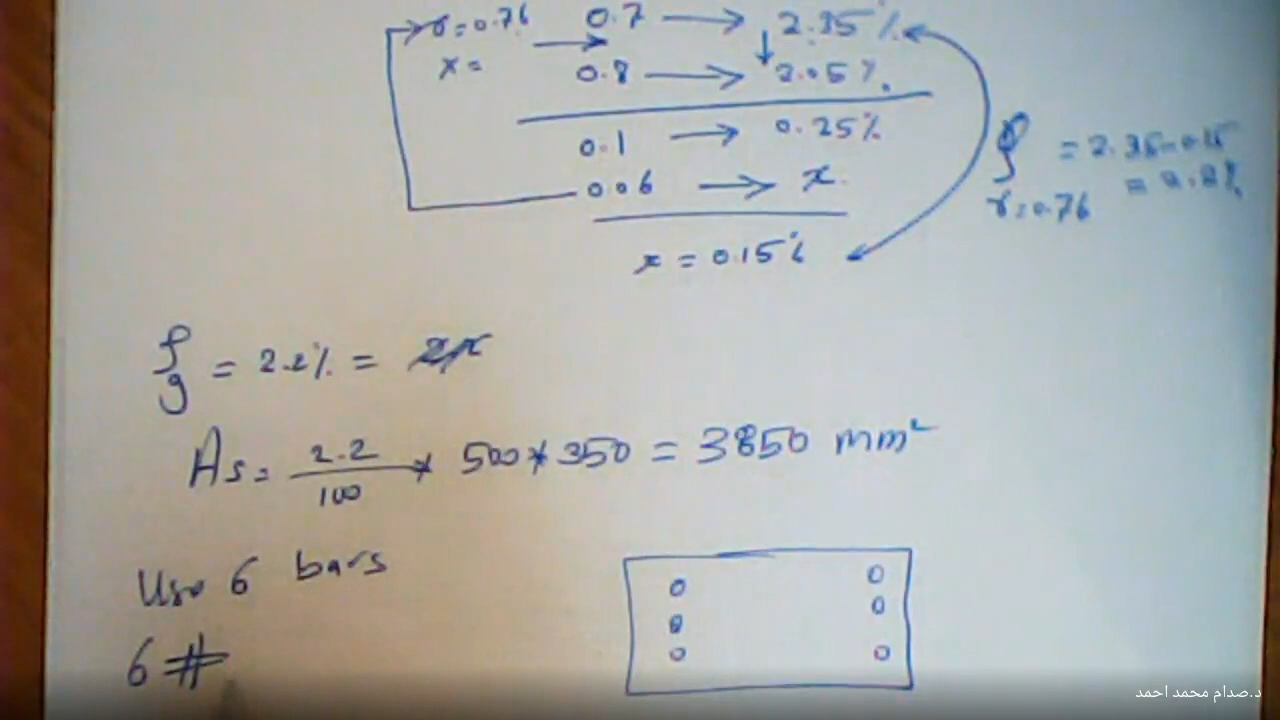 γ=0.76 0.7 → 2.35%
x= → 0.8 → 2.05%
0.1 → 0.25%
0.06 → x
x = 0.15%
ρ = 2.35-0.15
γ=0.76 = 2.2%
ρg = 2.2% =
As = 2.2/100 * 500*350 = 3850 mm²
Use 6 bars
6 #
د.صدام محمد احمد